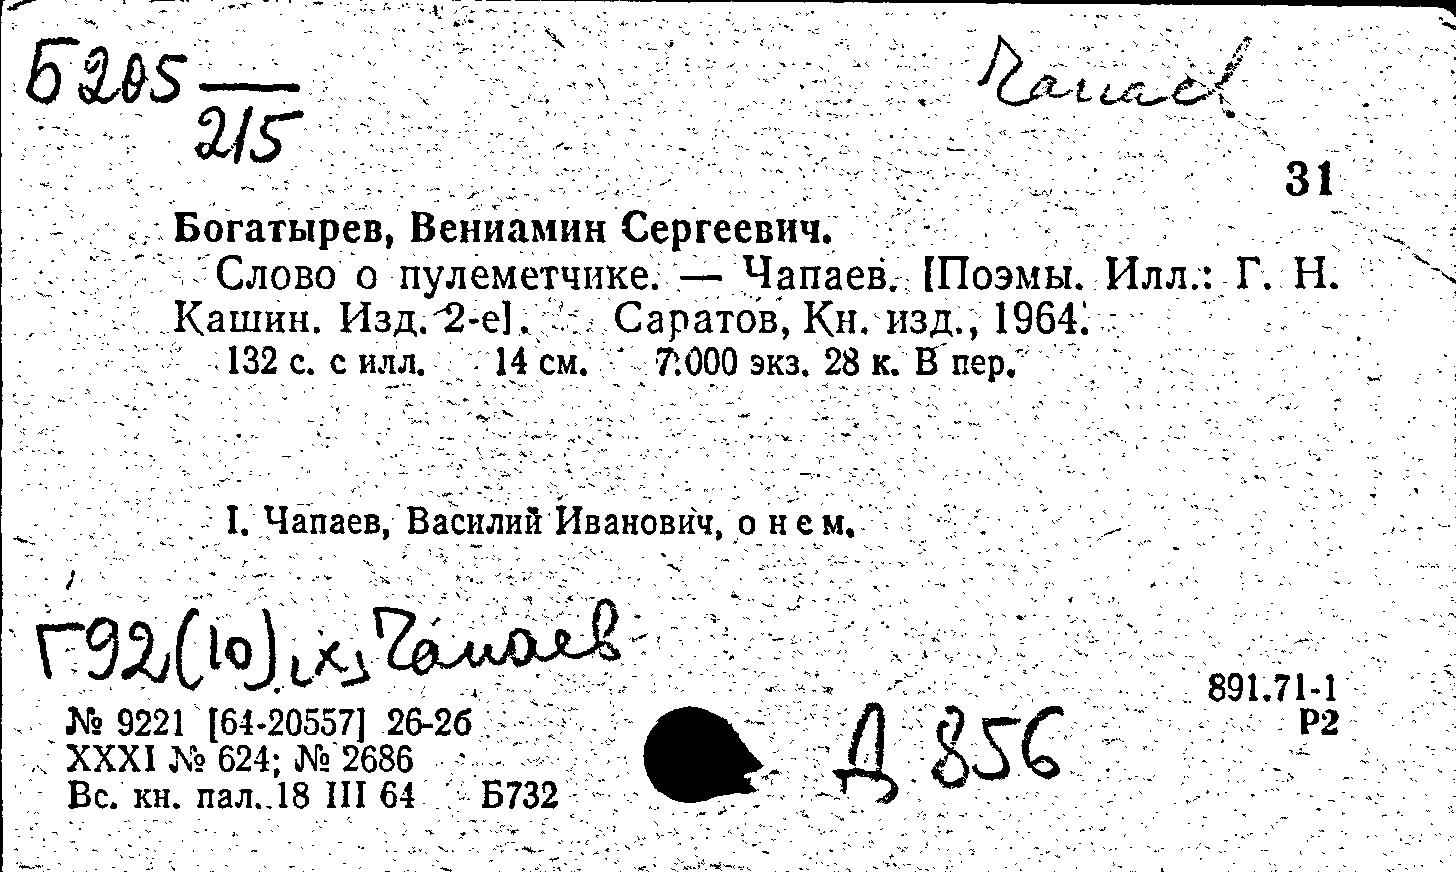 Б205
215
Чапаев
31
Богатырев, Вениамин Сергеевич.
Слово о пулеметчике. — Чапаев. [Поэмы. Илл.: Г. Н.
Кашин. Изд. 2-е]. Саратов, Кн. изд., 1964.
132 с. с илл. 14 см. 7.000 экз. 28 к. В пер.
I. Чапаев, Василий Иванович, о нем.
Г92(10),[х] Чапаев
№ 9221 [64-20557] 26-2б
XXXI № 624; № 2686
Вс. кн. пал. 18 III 64 Б732
Д 856
891.71-1
Р2